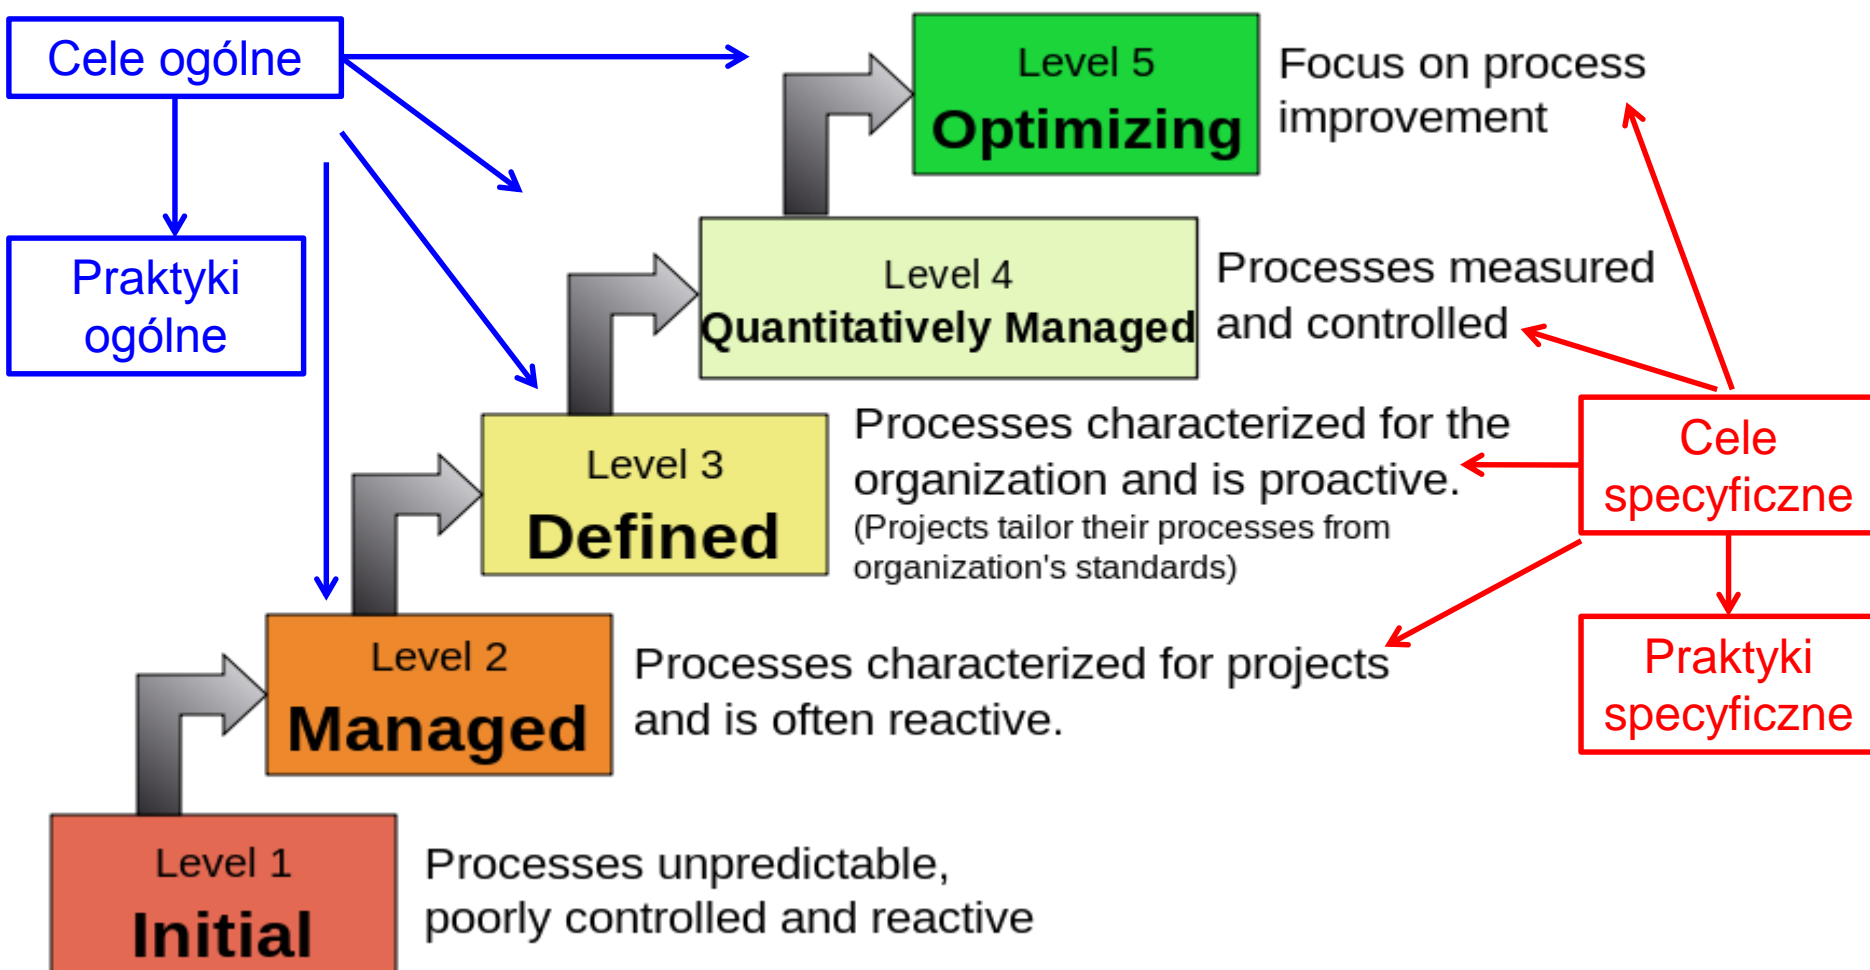 Cele ogólne
Praktyki
ogólne
Level 5
Optimizing
Focus on process
improvement
Level 4
Quantitatively Managed
Processes measured
and controlled
Level 3
Defined
Processes characterized for the
organization and is proactive.
(Projects tailor their processes from
organization's standards)
Cele
specyficzne
Praktyki
specyficzne
Level 2
Managed
Processes characterized for projects
and is often reactive.
Level 1
Initial
Processes unpredictable,
poorly controlled and reactive